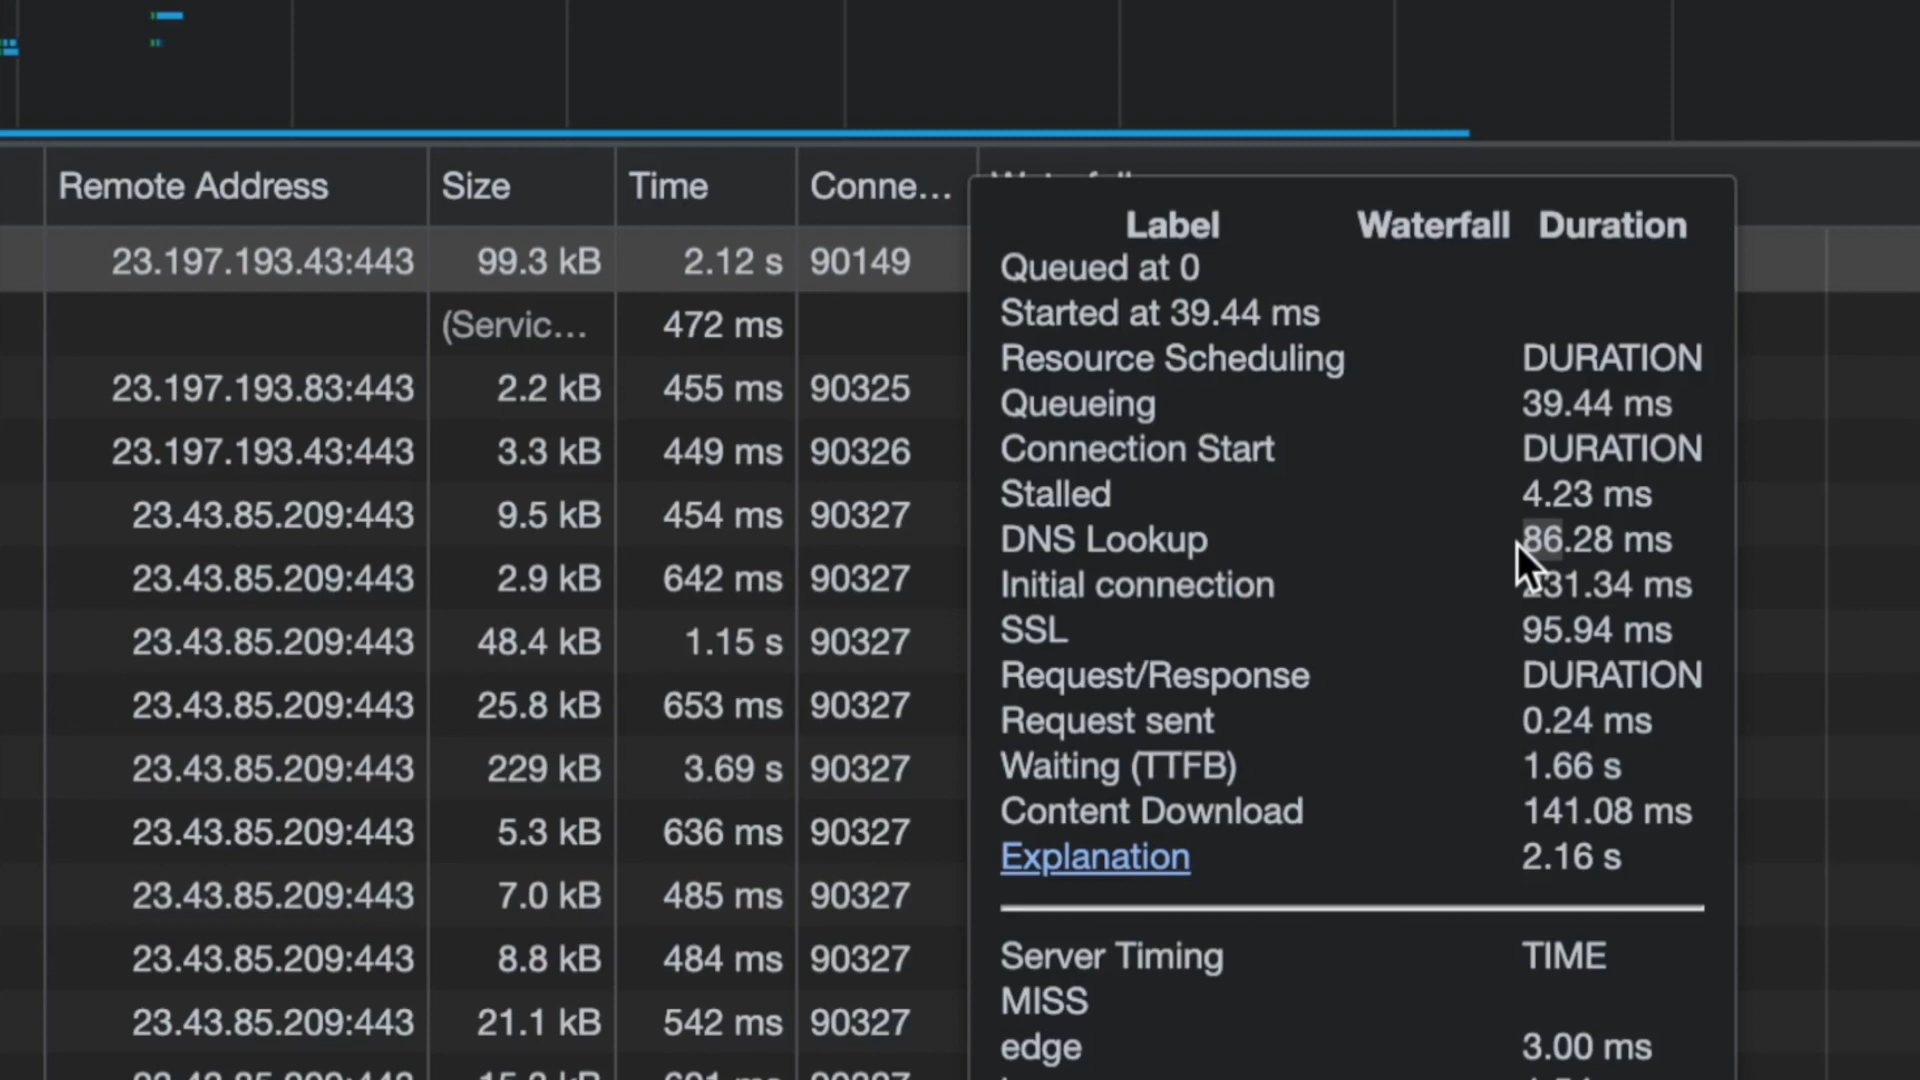 Remote Address Size Time Conne...
23.197.193.43:443 99.3 kB 2.12 s 90149
(Servic... 472 ms
23.197.193.83:443 2.2 kB 455 ms 90325
23.197.193.43:443 3.3 kB 449 ms 90326
23.43.85.209:443 9.5 kB 454 ms 90327
23.43.85.209:443 2.9 kB 642 ms 90327
23.43.85.209:443 48.4 kB 1.15 s 90327
23.43.85.209:443 25.8 kB 653 ms 90327
23.43.85.209:443 229 kB 3.69 s 90327
23.43.85.209:443 5.3 kB 636 ms 90327
23.43.85.209:443 7.0 kB 485 ms 90327
23.43.85.209:443 8.8 kB 484 ms 90327
23.43.85.209:443 21.1 kB 542 ms 90327
Label Waterfall Duration
Queued at 0
Started at 39.44 ms
Resource Scheduling DURATION
Queueing 39.44 ms
Connection Start DURATION
Stalled 4.23 ms
DNS Lookup 86.28 ms
Initial connection 231.34 ms
SSL 95.94 ms
Request/Response DURATION
Request sent 0.24 ms
Waiting (TTFB) 1.66 s
Content Download 141.08 ms
Explanation 2.16 s
Server Timing TIME
MISS
edge 3.00 ms